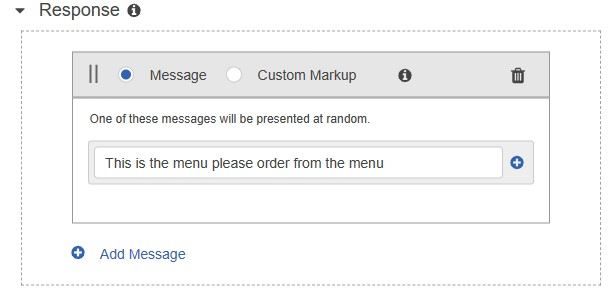 Response
Message Custom Markup
One of these messages will be presented at random.
This is the menu please order from the menu
Add Message